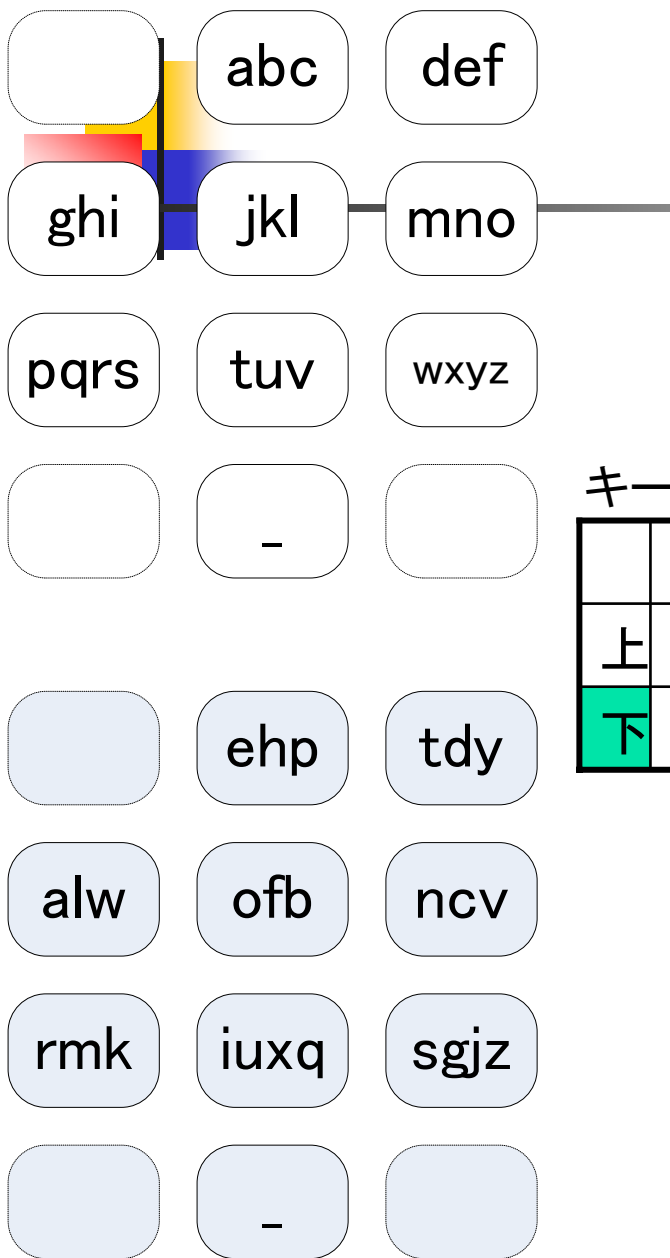 abc def
ghi jkl mno
pqrs tuv wxyz
_
キー
上
下
ehp tdy
alw ofb ncv
rmk iuxq sgjz
_